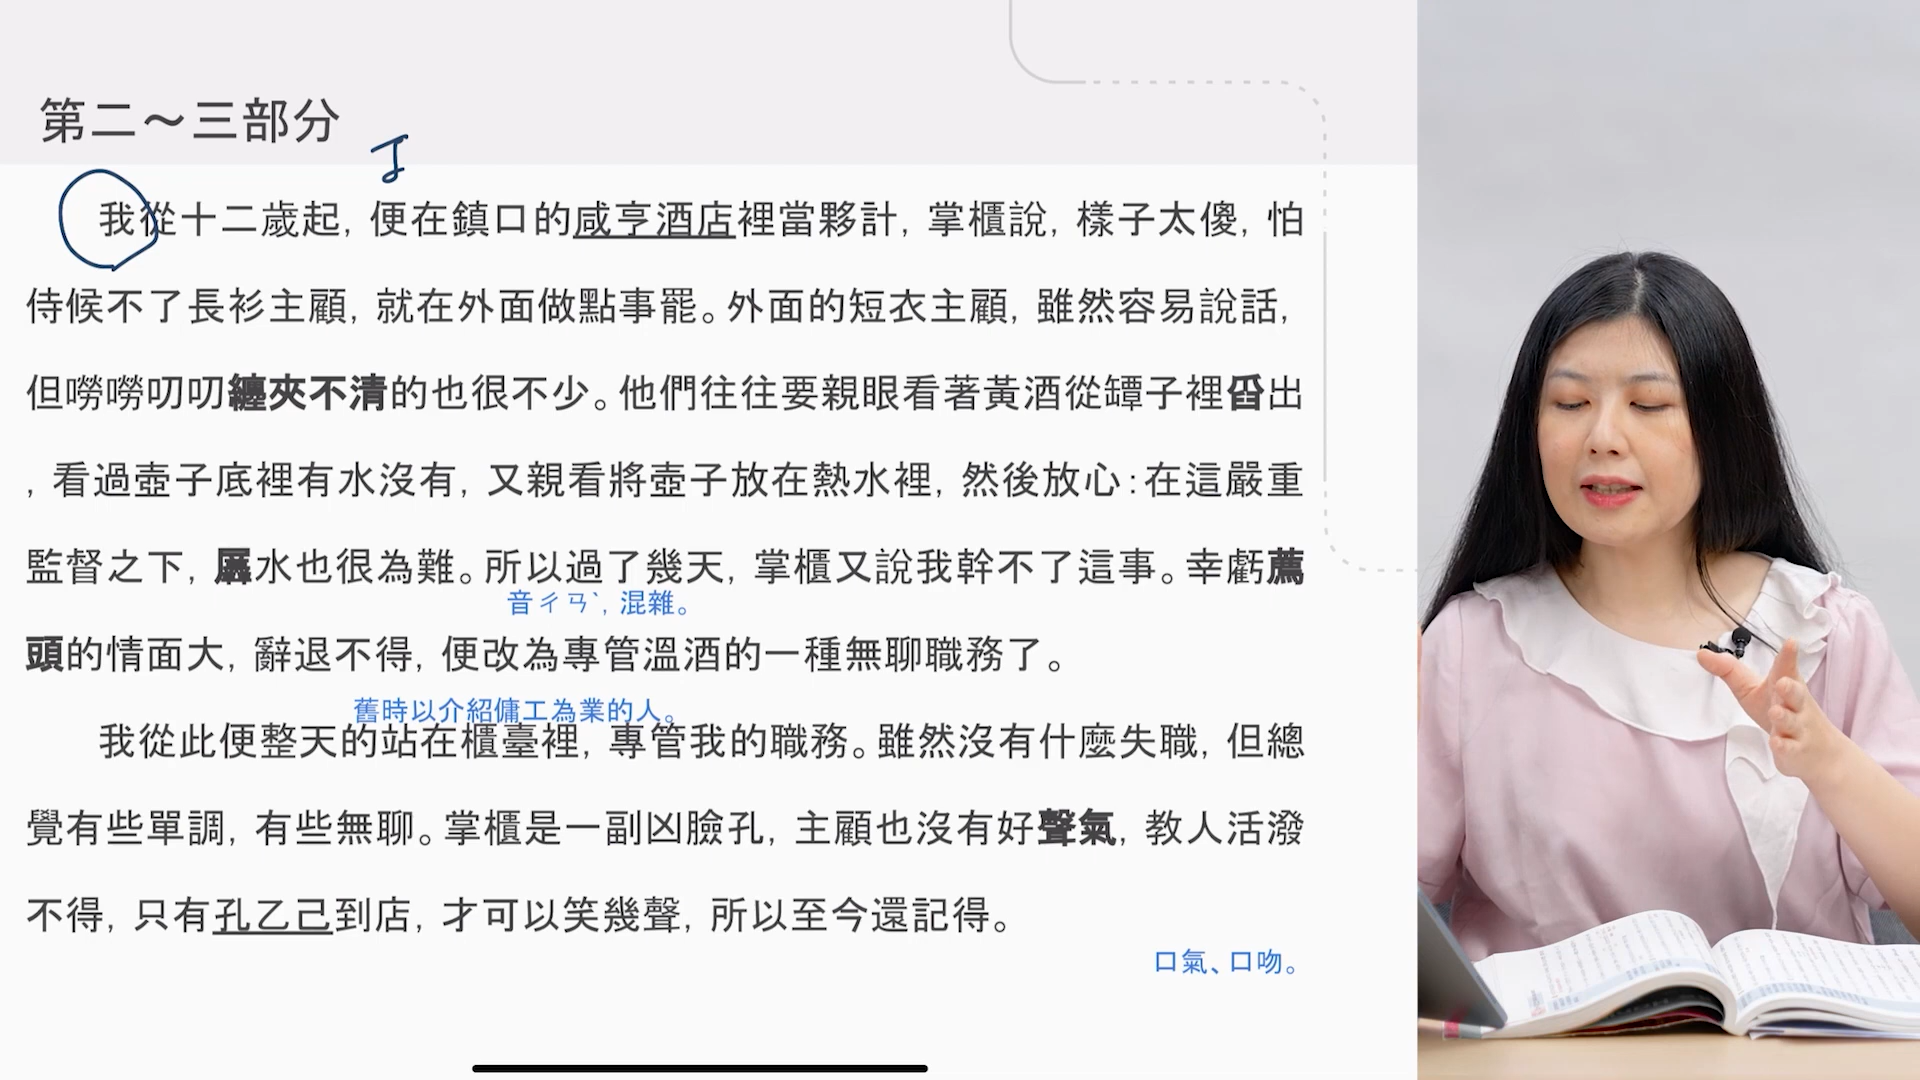 第二～三部分
我從十二歲起，便在鎮口的咸亨酒店裡當夥計，掌櫃說，樣子太傻，怕
侍候不了長衫主顧，就在外面做點事罷。外面的短衣主顧，雖然容易說話，
但嘮嘮叨叨纏夾不清的也很不少。他們往往要親眼看著黃酒從罈子裡舀出
，看過壺子底裡有水沒有，又親看將壺子放在熱水裡，然後放心：在這嚴重
監督之下，羼水也很為難。所以過了幾天，掌櫃又說我幹不了這事。幸虧薦
音ㄔㄢˋ，混雜。
頭的情面大，辭退不得，便改為專管溫酒的一種無聊職務了。
舊時以介紹傭工為業的人。
我從此便整天的站在櫃臺裡，專管我的職務。雖然沒有什麼失職，但總
覺有些單調，有些無聊。掌櫃是一副凶臉孔，主顧也沒有好聲氣，教人活潑
不得，只有孔乙己到店，才可以笑幾聲，所以至今還記得。
口氣、口吻。